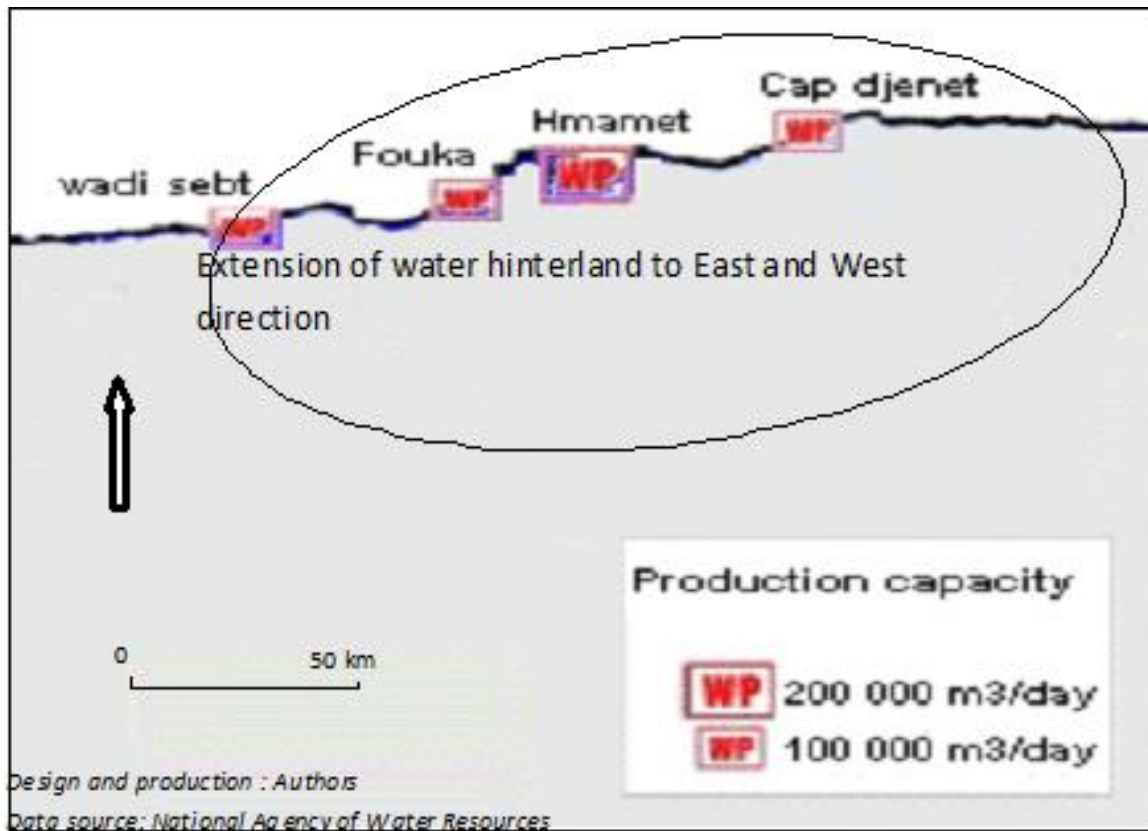 Cap djenet
Hmamet
Fouka
wadi sebt
WP
WP
WP
WP
Extension of water hinterland to East and West
direction
Production capacity
WP 200 000 m3/day
WP 100 000 m3/day
0 50 km
Design and production : Authors
Data source: National Agency of Water Resources